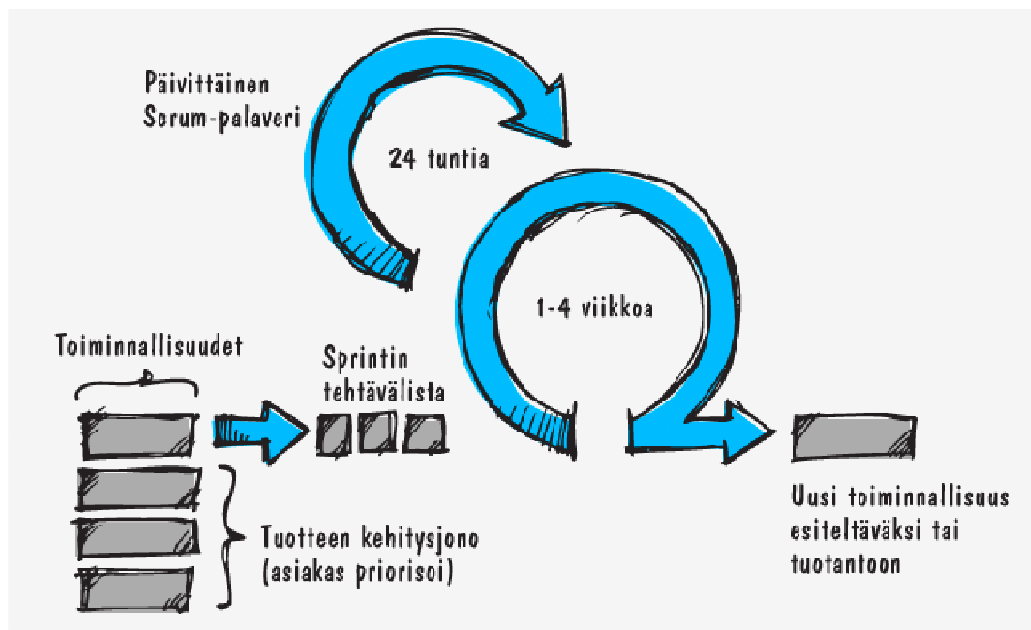 Päivittäinen
Scrum-palaveri
24 tuntia
1-4 viikkoa
Toiminnallisuudet
Sprintin
tehtävälista
Tuotteen kehitysjono
(asiakas priorisoi)
Uusi toiminnallisuus
esiteltäväksi tai
tuotantoon